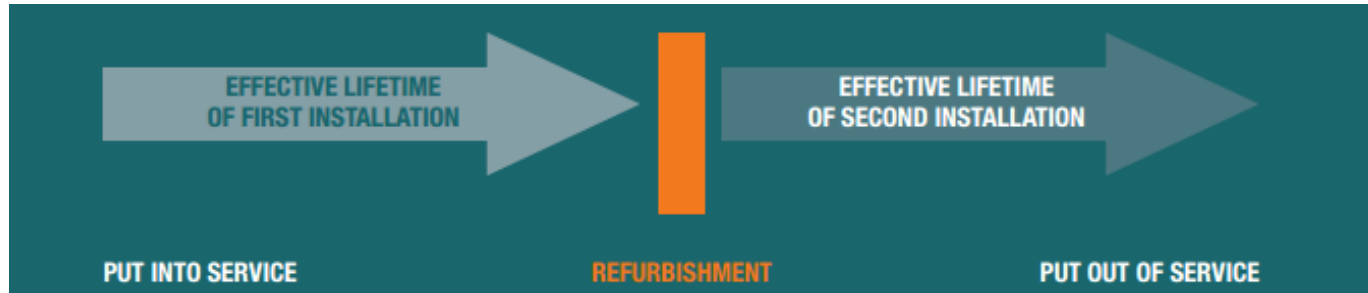 EFFECTIVE LIFETIME
OF FIRST INSTALLATION
EFFECTIVE LIFETIME
OF SECOND INSTALLATION
PUT INTO SERVICE
REFURBISHMENT
PUT OUT OF SERVICE